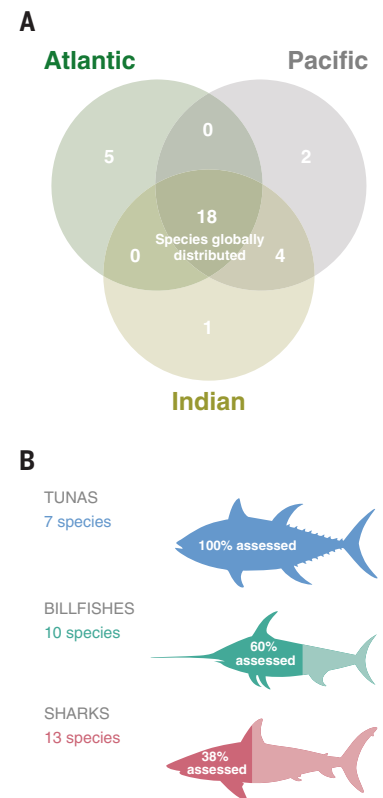 A
Atlantic
Pacific
0
5
2
18
Species globally
distributed
0
4
1
Indian
B
TUNAS
7 species
100% assessed
BILLFISHES
10 species
60%
assessed
SHARKS
13 species
38%
assessed